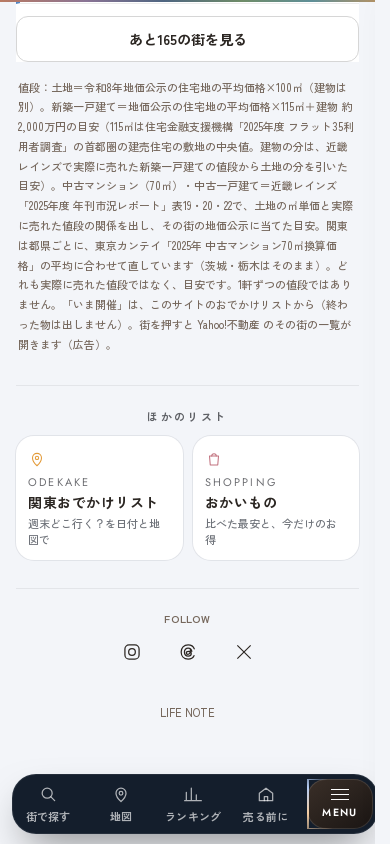 あと165の街を見る
値段：土地＝令和8年地価公示の住宅地の平均価格×100㎡（建物は
別）。新築一戸建て＝地価公示の住宅地の平均価格×115㎡＋建物 約
2,000万円の目安（115㎡は住宅金融支援機構「2025年度 フラット35利
用者調査」の首都圏の建売住宅の敷地の中央値。建物の分は、近畿
レインズで実際に売れた新築一戸建ての値段から土地の分を引いた
目安）。中古マンション（70㎡）・中古一戸建て＝近畿レインズ
「2025年度 年刊市況レポート」表19・20・22で、土地の㎡単価と実際
に売れた値段の関係を出し、その街の地価公示に当てた目安。関東
は都県ごとに、東京カンテイ「2025年 中古マンション70㎡換算価
格」の平均に合わせて直しています（茨城・栃木はそのまま）。ど
れも実際に売れた値段ではなく、目安です。1軒ずつの値段ではあり
ません。「いま開催」は、このサイトのおでかけリストから（終わ
った物は出しません）。街を押すと Yahoo!不動産 のその街の一覧が
開きます（広告）。
ほかのリスト
ODEKAKE
関東おでかけリスト
週末どこ行く？を日付と地
図で
SHOPPING
おかいもの
比べた最安と、今だけのお
得
FOLLOW
LIFE NOTE
街で探す
地図
ランキング
売る前に
MENU